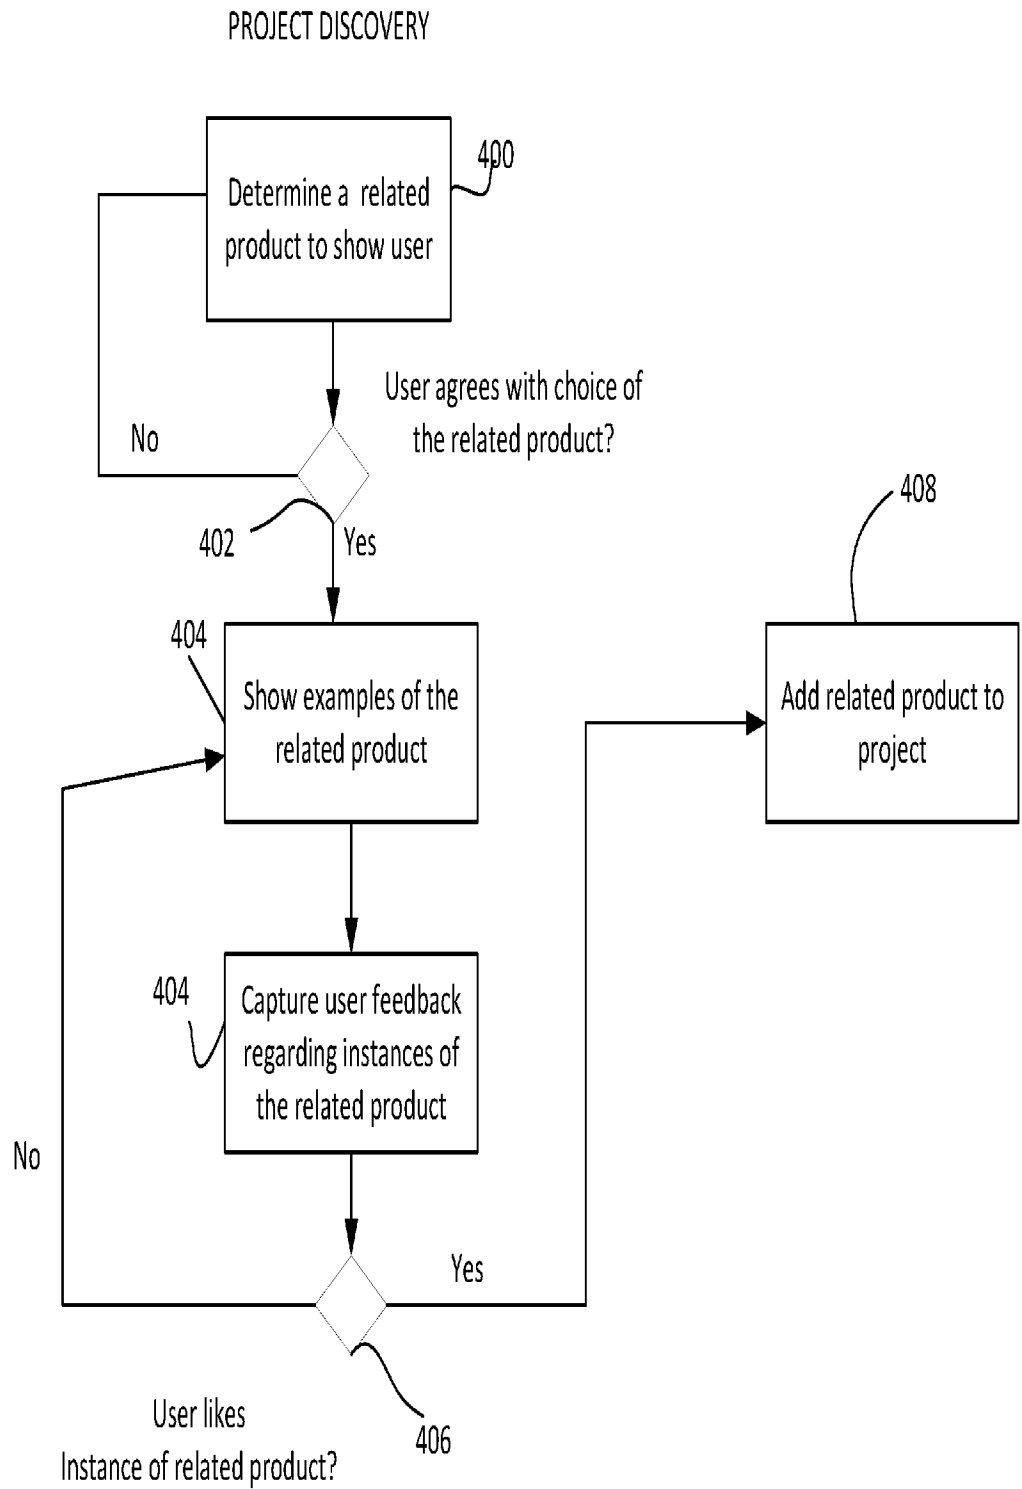 PROJECT DISCOVERY
400
Determine a related
product to show user
User agrees with choice of
the related product?
No
402
Yes
408
404
Show examples of the
related product
Add related product to
project
404
Capture user feedback
regarding instances of
the related product
No
Yes
User likes
Instance of related product?
406